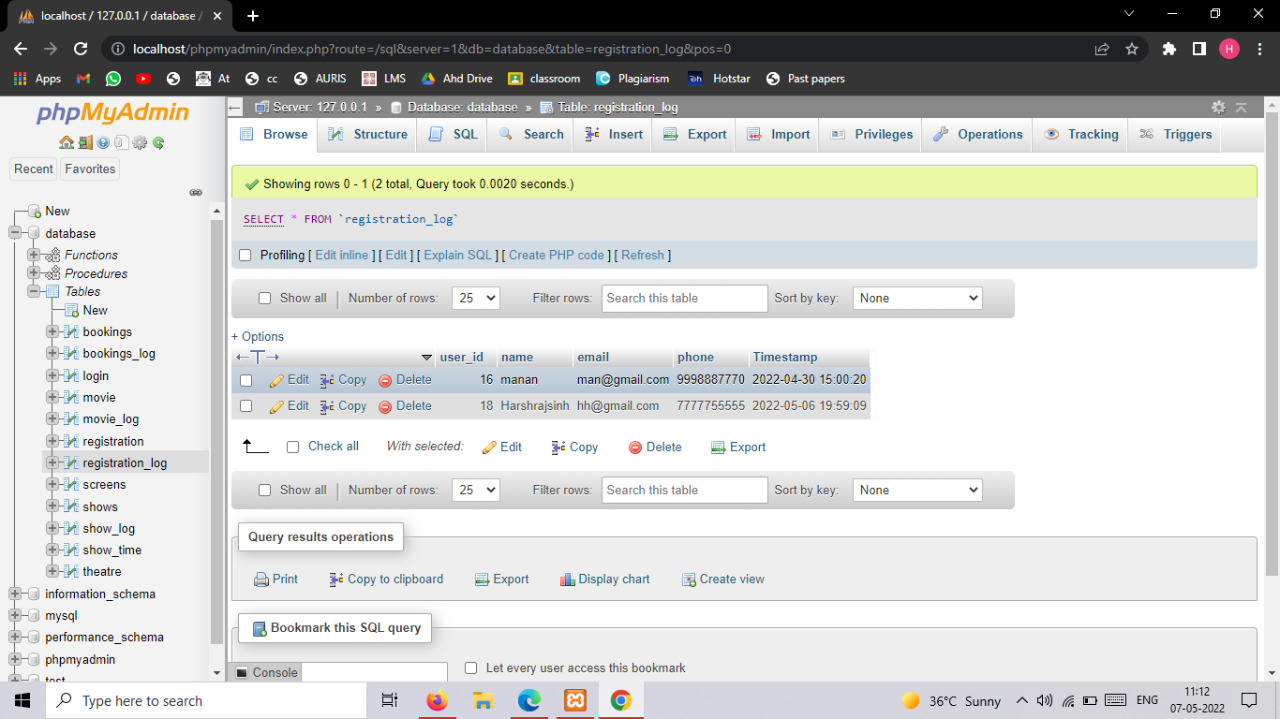 localhost / 127.0.0.1 / database /
localhost/phpmyadmin/index.php?route=/sql&server=1&db=database&table=registration_log&pos=0
H
Apps At cc AURIS LMS Ahd Drive classroom Plagiarism Hotstar Past papers
phpMyAdmin
Recent Favorites
New
database
Functions
Procedures
Tables
New
bookings
bookings_log
login
movie
movie_log
registration
registration_log
screens
shows
show_log
show_time
theatre
information_schema
mysql
performance_schema
phpmyadmin
test
Server: 127.0.0.1 » Database: database » Table: registration_log
Browse Structure SQL Search Insert Export Import Privileges Operations Tracking Triggers
Showing rows 0 - 1 (2 total, Query took 0.0020 seconds.)
SELECT * FROM `registration_log`
Profiling [ Edit inline ] [ Edit ] [ Explain SQL ] [ Create PHP code ] [ Refresh ]
Show all | Number of rows: 25 Filter rows: Search this table Sort by key: None
+ Options
←T→ user_id name email phone Timestamp
Edit Copy Delete 16 manan man@gmail.com 9998887770 2022-04-30 15:00:20
Edit Copy Delete 18 Harshrajsinh hh@gmail.com 7777755555 2022-05-06 19:59:09
Check all With selected: Edit Copy Delete Export
Show all | Number of rows: 25 Filter rows: Search this table Sort by key: None
Query results operations
Print Copy to clipboard Export Display chart Create view
Bookmark this SQL query
Console
Let every user access this bookmark
Type here to search
36°C Sunny
ENG
11:12
07-05-2022